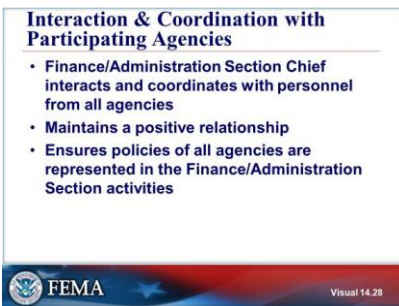 Interaction & Coordination with
Participating Agencies
• Finance/Administration Section Chief
interacts and coordinates with personnel
from all agencies
• Maintains a positive relationship
• Ensures policies of all agencies are
represented in the Finance/Administration
Section activities
FEMA
Visual 14.28